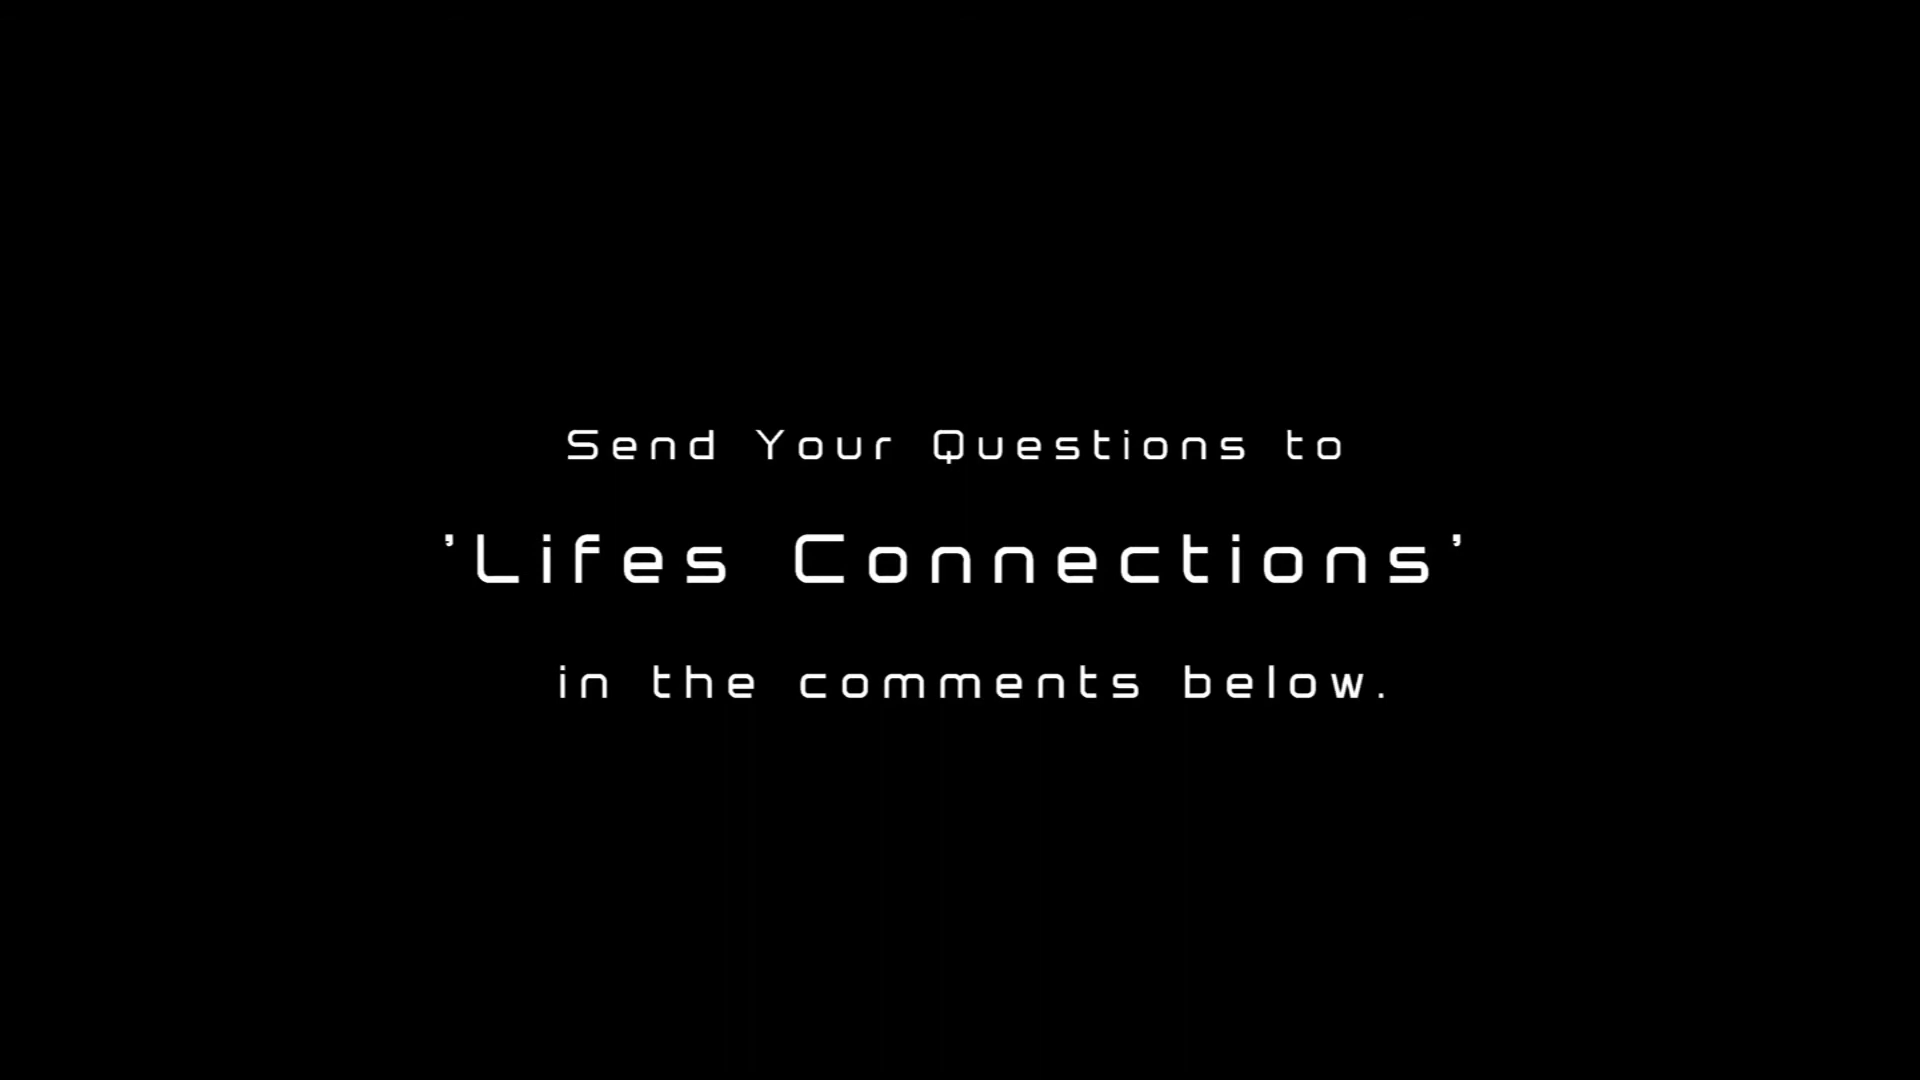 Send Your Questions to
'Lifes Connections'
in the comments below.